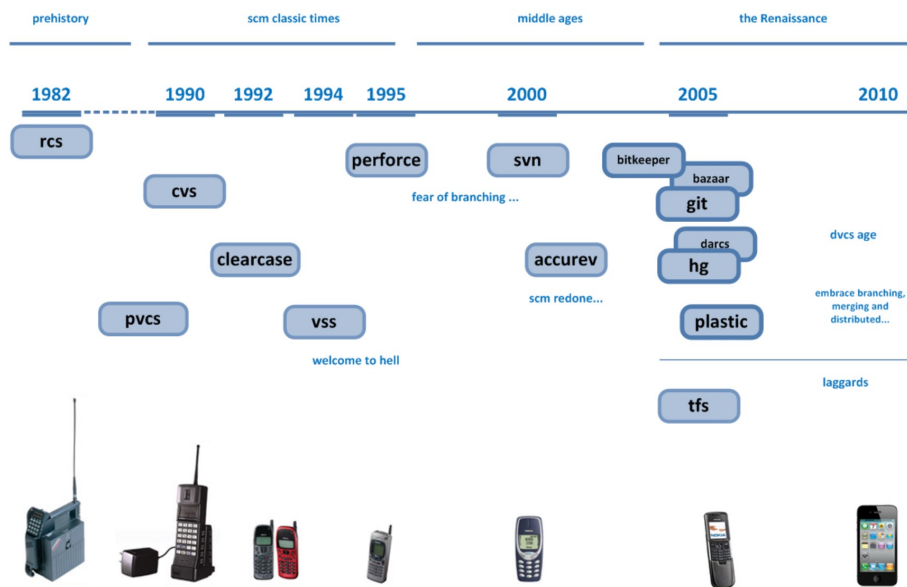 prehistory
scm classic times
middle ages
the Renaissance
1982
1990
1992
1994
1995
2000
2005
2010
rcs
perforce
svn
bitkeeper
bazaar
cvs
fear of branching ...
git
dvcs age
darcs
clearcase
accurev
hg
scm redone...
embrace branching,
merging and
distributed...
pvcs
vss
plastic
welcome to hell
laggards
tfs
NOKIA